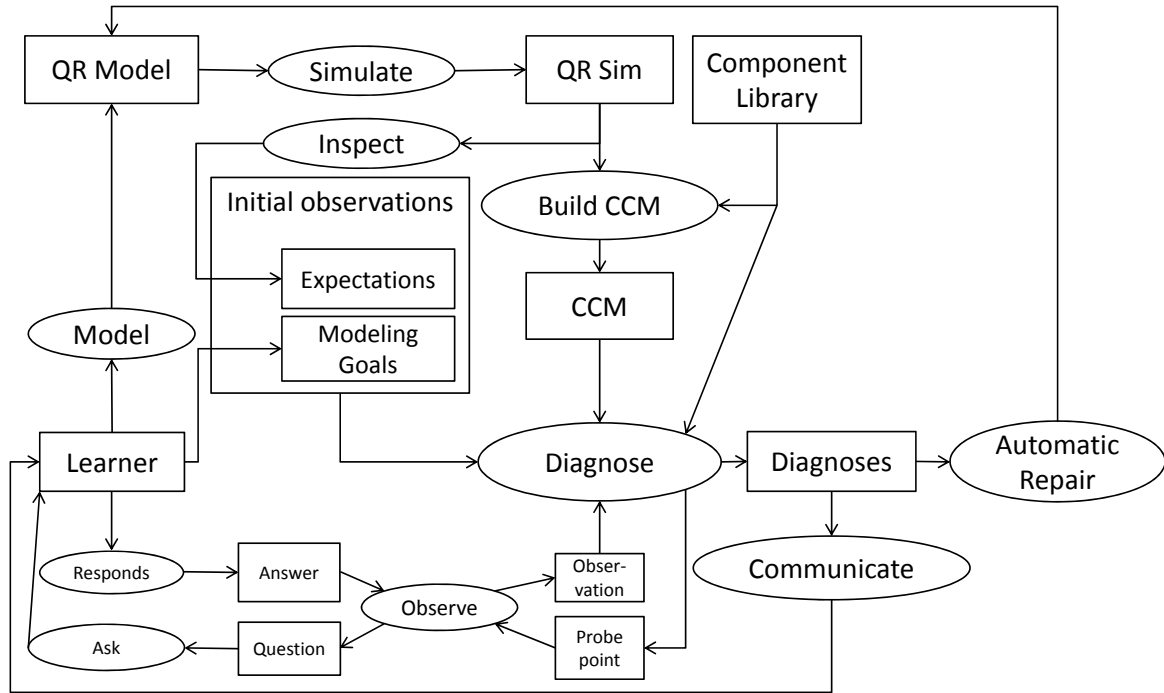 QR Model
Simulate
QR Sim
Component
Library
Inspect
Initial observations
Build CCM
Expectations
CCM
Model
Modeling
Goals
Learner
Diagnose
Diagnoses
Automatic
Repair
Responds
Answer
Observe
Obser-
vation
Communicate
Ask
Question
Probe
point